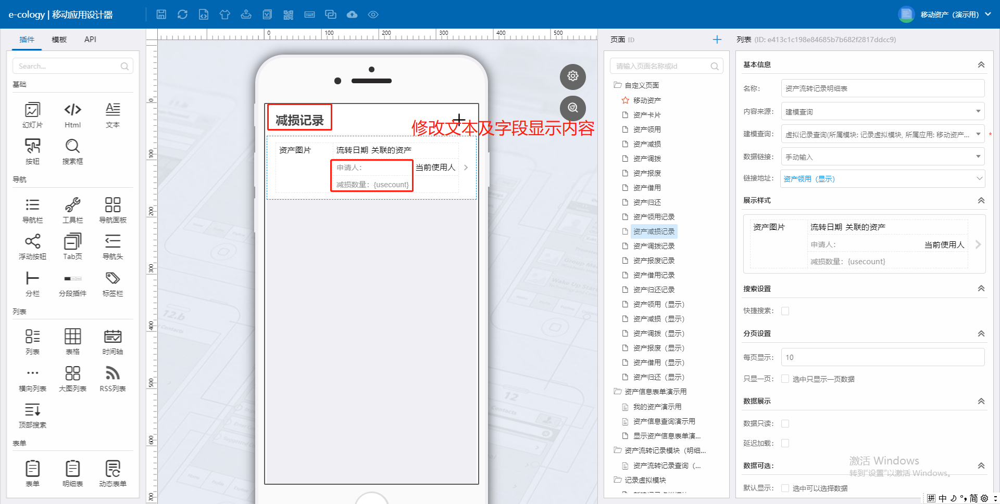 e-cology | 移动应用设计器
移动资产（演示用）
插件 模板 API
Search...
基础
幻灯片 Html 文本
按钮 搜索框
导航
导航栏 工具栏 导航面板
浮动按钮 Tab页 导航头
分栏 分段插件 标签栏
列表
列表 表格 时间轴
横向列表 大图列表 RSS列表
顶部搜索
表单
表单 明细表 动态表单
0 100 200 300 400 500
0
100
200
300
400
500
600
700
减损记录
修改文本及字段显示内容
资产图片 流转日期 关联的资产
申请人： 当前使用人
减损数量：{usecount}
页面 ID
请输入页面名称或id
自定义页面
移动资产
资产卡片
资产领用
资产减损
资产调拨
资产报废
资产借用
资产归还
资产领用记录
资产减损记录
资产调拨记录
资产报废记录
资产借用记录
资产归还记录
资产领用（显示）
资产减损（显示）
资产调拨（显示）
资产报废（显示）
资产借用（显示）
资产归还（显示）
资产信息表单演示用
我的资产演示用
资产信息查询演示用
显示资产信息表单演...
资产流转记录模块（明细...
资产流转记录查询（...
记录虚拟模块
列表 (ID: e413c1c198e84685b7b682f2817ddcc9)
基本信息
名称： 资产流转记录明细表
内容来源： 建模查询
建模查询： 虚拟记录查询(所属模块: 记录虚拟模块, 所属应用: 移动资产... *
数据链接： 手动输入
链接地址： 资产领用（显示）
展示样式
资产图片 流转日期 关联的资产
申请人： 当前使用人
减损数量：{usecount}
搜索设置
快捷搜索：
分页设置
每页显示： 10
只显一页： 选中只显示一页数据
数据展示
数据只读：
延迟加载：
数据可选：
默认显示： 选中可以选择数据
激活 Windows
转到"设置"以激活 Windows。
拼 中 简